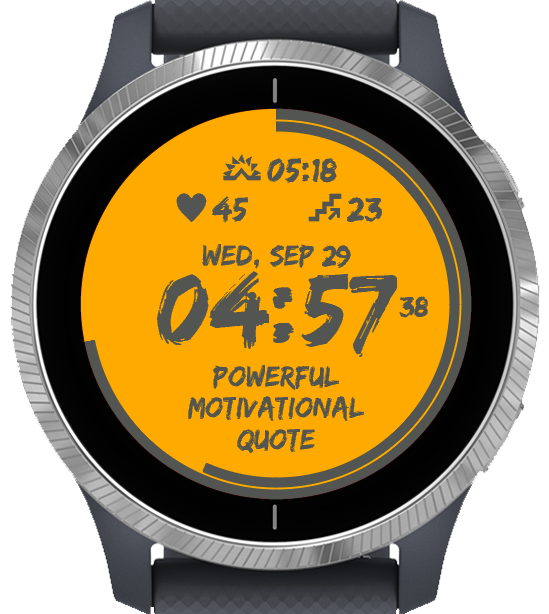 05:18
45 23
WED, SEP 29
04:57 38
POWERFUL
MOTIVATIONAL
QUOTE